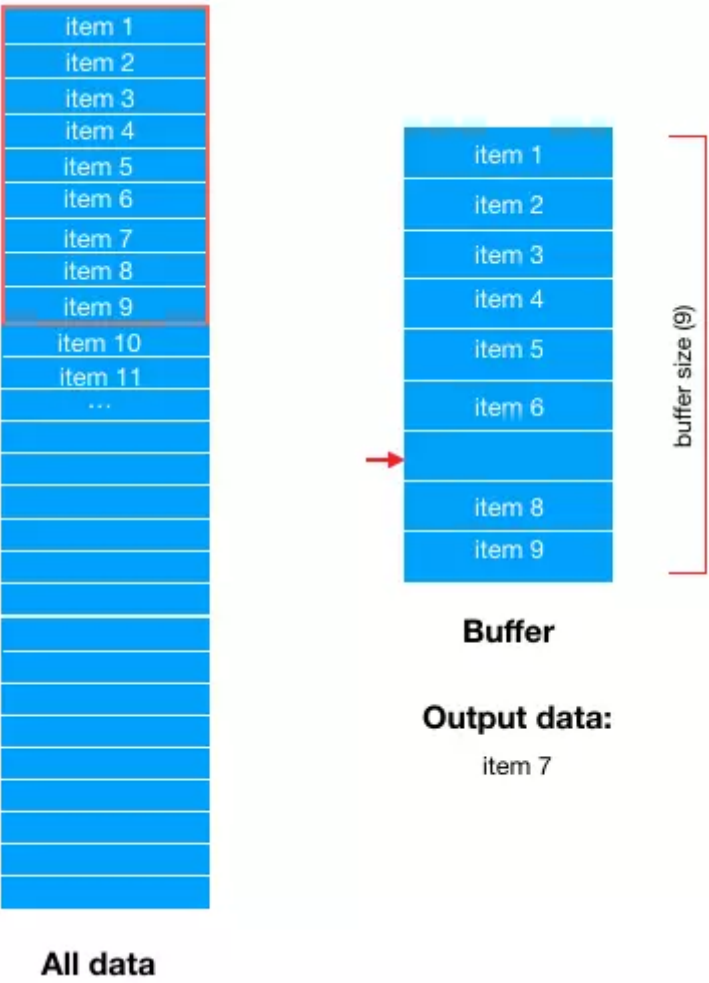 item 1
item 2
item 3
item 4
item 5
item 6
item 7
item 8
item 9
item 10
item 11
...
All data
item 1
item 2
item 3
item 4
item 5
item 6
item 8
item 9
buffer size (9)
Buffer
Output data:
item 7